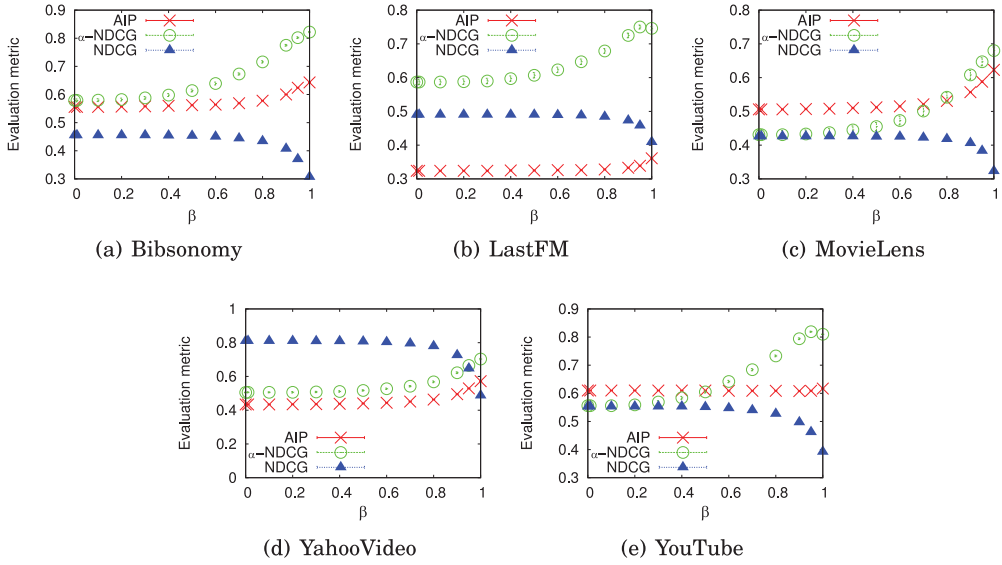 0.9
0.8
0.7
0.6
0.5
0.4
0.3
0
0.2
0.4
0.6
0.8
1
Evaluation metric
β
AIP
α−NDCG
NDCG
(a) Bibsonomy
0.8
0.7
0.6
0.5
0.4
0.3
0
0.2
0.4
0.6
0.8
1
Evaluation metric
β
AIP
α−NDCG
NDCG
(b) LastFM
0.8
0.7
0.6
0.5
0.4
0.3
0
0.2
0.4
0.6
0.8
1
Evaluation metric
β
AIP
α−NDCG
NDCG
(c) MovieLens
1
0.8
0.6
0.4
0.2
0
0
0.2
0.4
0.6
0.8
1
Evaluation metric
β
AIP
α−NDCG
NDCG
(d) YahooVideo
0.9
0.8
0.7
0.6
0.5
0.4
0.3
0
0.2
0.4
0.6
0.8
1
Evaluation metric
β
AIP
α−NDCG
NDCG
(e) YouTube